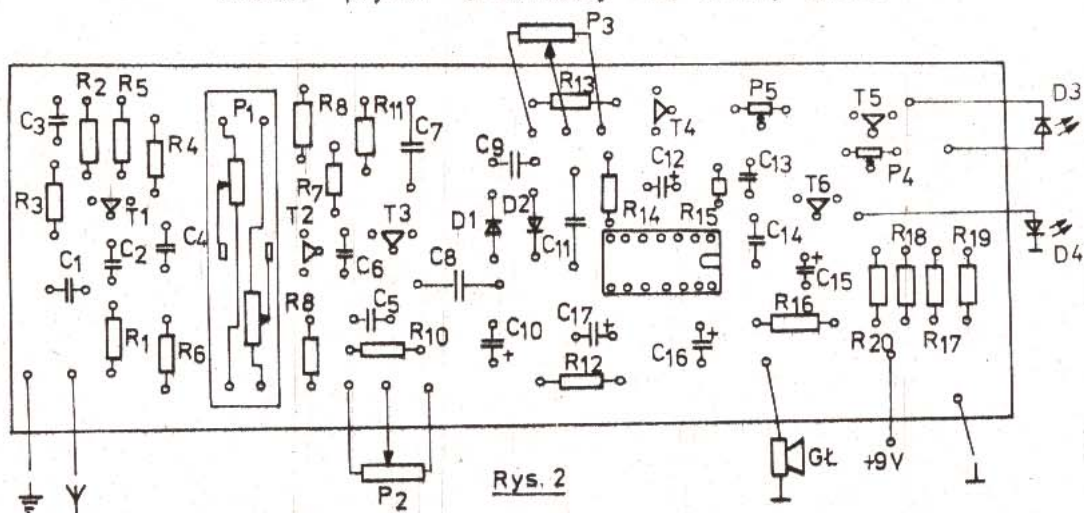 P3
R2 R5 P1 R8 R11 R13 P5 T5 D3
C3 C7 T4
R4 C9 C12 C13 P4
R3 R7 D2 T6
T1 T2 T3 D1 R14 R15 D4
C2 C4 C6 C11 C14 R18 R19
C1 C8 C15
C5 C17 R16
R1 R8 R10 C10
R6 C16 R20 R17
R12
GŁ +9V
P2 Rys. 2